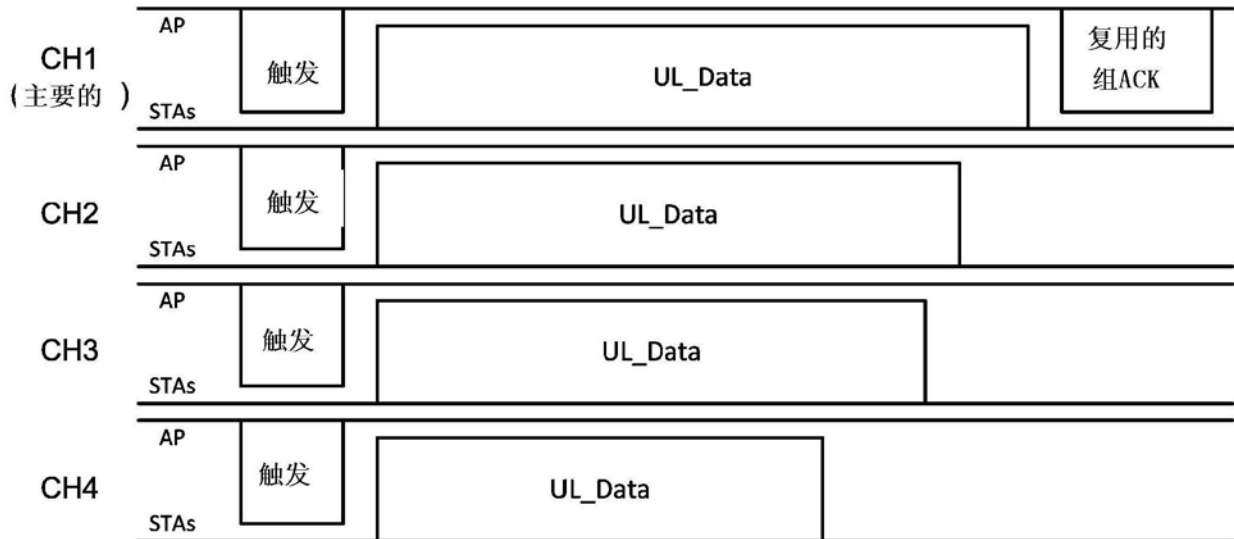 AP
CH1
(主要的 )
触发
UL_Data
复用的
组ACK
STAs
AP
CH2
触发
UL_Data
STAs
AP
CH3
触发
UL_Data
STAs
AP
CH4
触发
UL_Data
STAs